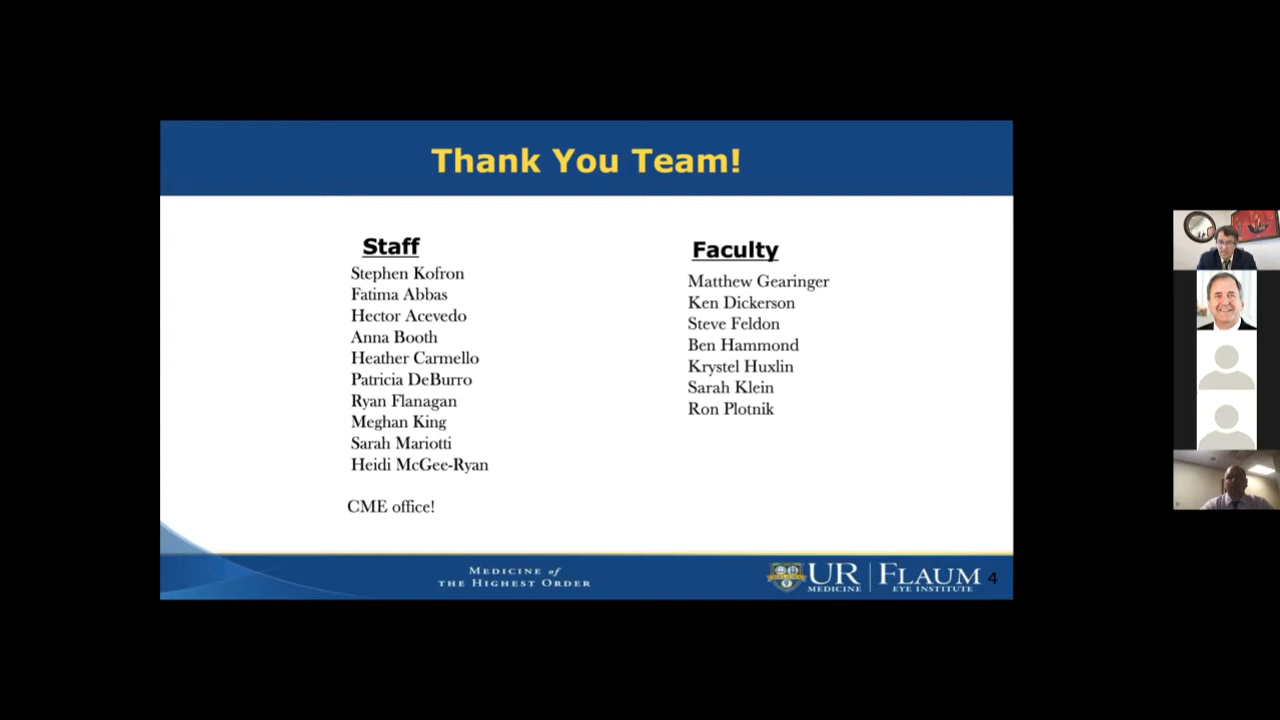 Thank You Team!
Staff
Stephen Kofron
Fatima Abbas
Hector Acevedo
Anna Booth
Heather Carmello
Patricia DeBurro
Ryan Flanagan
Meghan King
Sarah Mariotti
Heidi McGee-Ryan
CME office!
Faculty
Matthew Gearinger
Ken Dickerson
Steve Feldon
Ben Hammond
Krystel Huxlin
Sarah Klein
Ron Plotnik
MEDICINE of
THE HIGHEST ORDER
UR
MEDICINE
FLAUM
EYE INSTITUTE
4